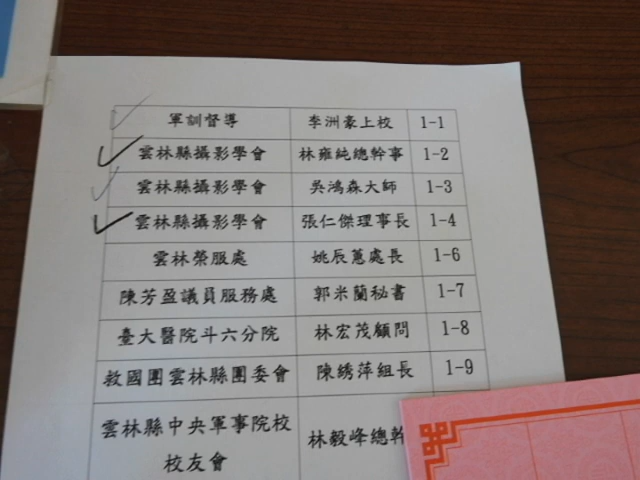 軍訓督導 李洲豪上校 1-1
雲林縣攝影學會 林雍純總幹事 1-2
雲林縣攝影學會 吳鴻森大師 1-3
雲林縣攝影學會 張仁傑理事長 1-4
雲林榮服處 姚辰蕙處長 1-6
陳芳盈議員服務處 郭米蘭秘書 1-7
臺大醫院斗六分院 林宏茂顧問 1-8
救國團雲林縣團委會 陳綉萍組長 1-9
雲林縣中央軍事院校 林毅峰總幹
校友會